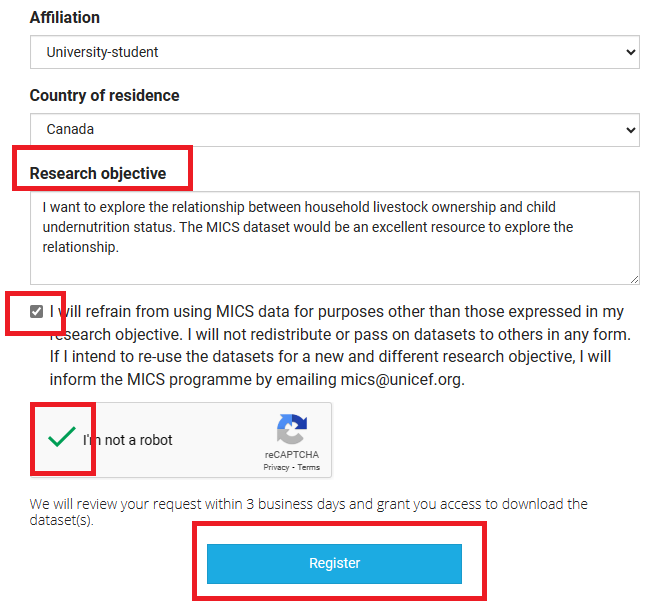 Affiliation
University-student
Country of residence
Canada
Research objective
I want to explore the relationship between household livestock ownership and child
undernutrition status. The MICS dataset would be an excellent resource to explore the
relationship.
I will refrain from using MICS data for purposes other than those expressed in my
research objective. I will not redistribute or pass on datasets to others in any form.
If I intend to re-use the datasets for a new and different research objective, I will
inform the MICS programme by emailing mics@unicef.org.
I'm not a robot
reCAPTCHA
Privacy - Terms
We will review your request within 3 business days and grant you access to download the
dataset(s).
Register